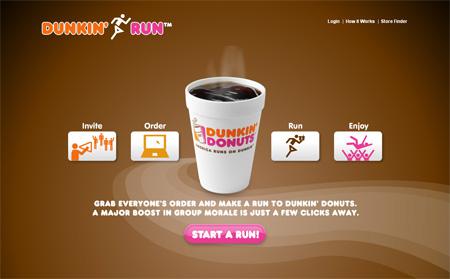 DUNKIN' RUN™
Login | How it Works | Store Finder
Invite
Order
Run
Enjoy
DUNKIN'
DONUTS
AMERICA RUNS ON DUNKIN'
GRAB EVERYONE'S ORDER AND MAKE A RUN TO DUNKIN' DONUTS.
A MAJOR BOOST IN GROUP MORALE IS JUST A FEW CLICKS AWAY.
START A RUN!